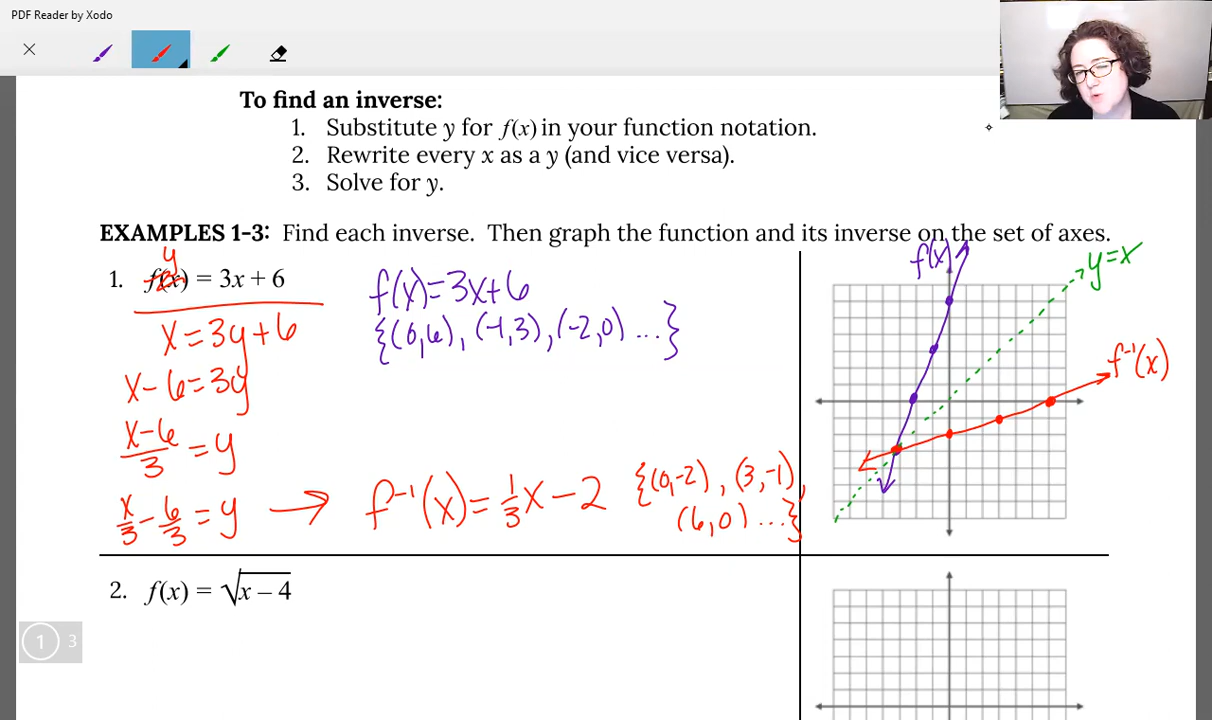 PDF Reader by Xodo
To find an inverse:
1. Substitute y for f(x) in your function notation.
2. Rewrite every x as a y (and vice versa).
3. Solve for y.
EXAMPLES 1-3: Find each inverse. Then graph the function and its inverse on the set of axes.
y
1. f(x) = 3x + 6
x = 3y + 6
x - 6 = 3y
x-6/3 = y
x/3 - 6/3 = y
f(x) = 3x+6
{(0,6), (-1,3), (-2,0) ...}
f⁻¹(x) = 1/3x - 2
{(0,-2), (3,-1),
(6,0) ...}
f(x)
y=x
f⁻¹(x)
2. f(x) = √x – 4
1 3